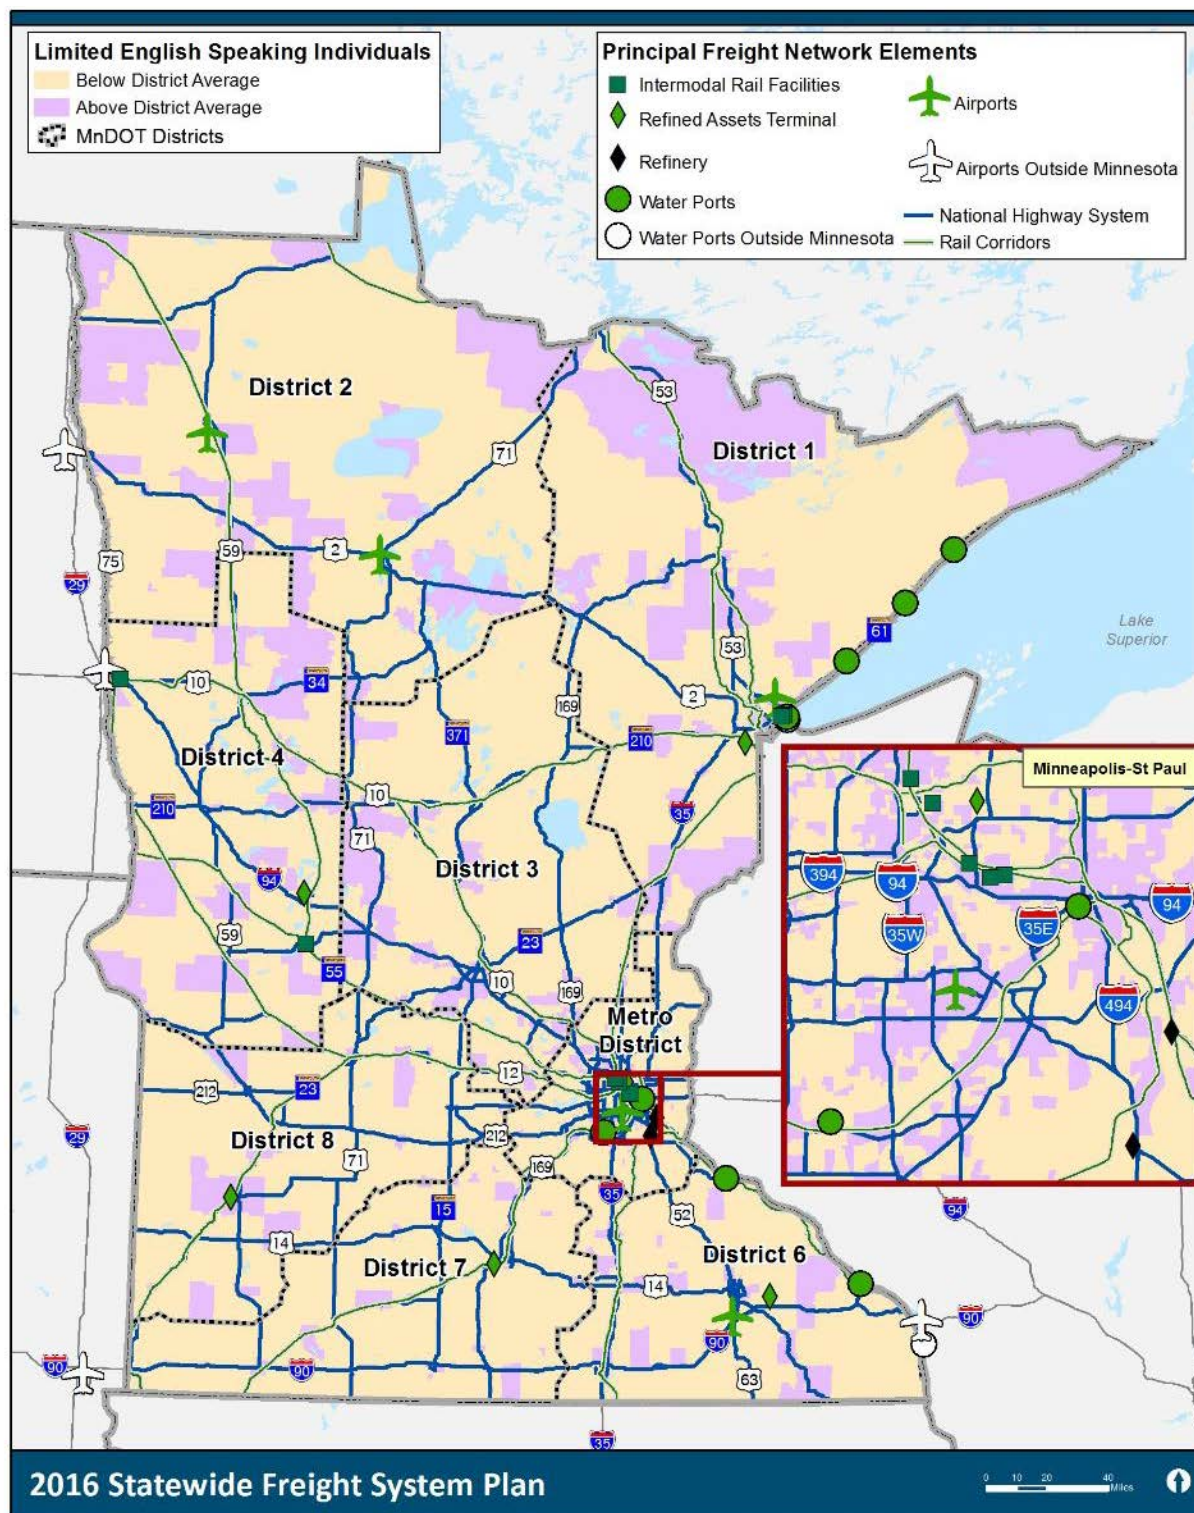 Limited English Speaking Individuals
Below District Average
Above District Average
MnDOT Districts
Principal Freight Network Elements
Intermodal Rail Facilities
Refined Assets Terminal
Refinery
Water Ports
Water Ports Outside Minnesota
Airports
Airports Outside Minnesota
National Highway System
Rail Corridors
District 2
53
District 1
71
75
59
2
29
61
Lake
Superior
53
10
34
2
169
371
210
District 4
Minneapolis-St Paul
210
10
71
35
District 3
394
94
94
94
35W
35E
59
23
55
10
169
494
Metro
District
12
212
23
29
District 8
212
71
169
35
15
52
94
14
District 7
District 6
14
90
90
90
90
63
35
2016 Statewide Freight System Plan
0 10 20 40
Miles